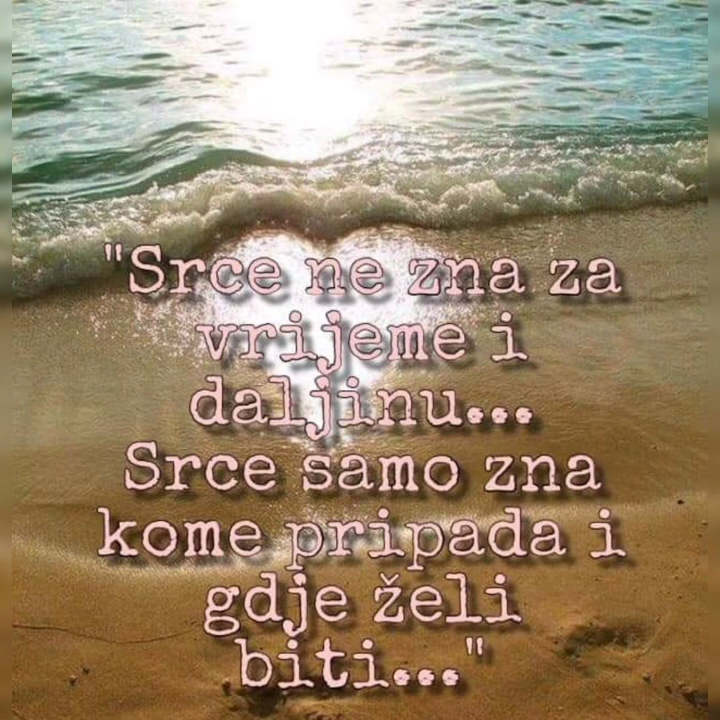 "Srce ne zna za
vrijeme i
daljinu...
Srce samo zna
kome pripada i
gdje želi
biti..."